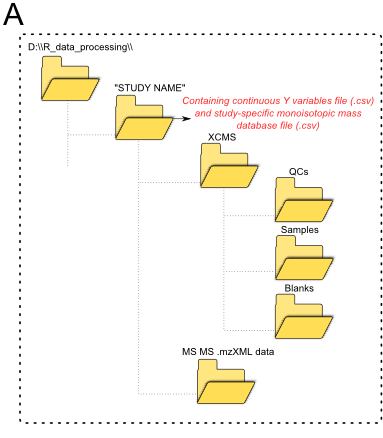 A
D:\\R_data_processing\\
"STUDY NAME"
Containing continuous Y variables file (.csv)
and study-specific monoisotopic mass
database file (.csv)
XCMS
QCs
Samples
Blanks
MS MS .mzXML data